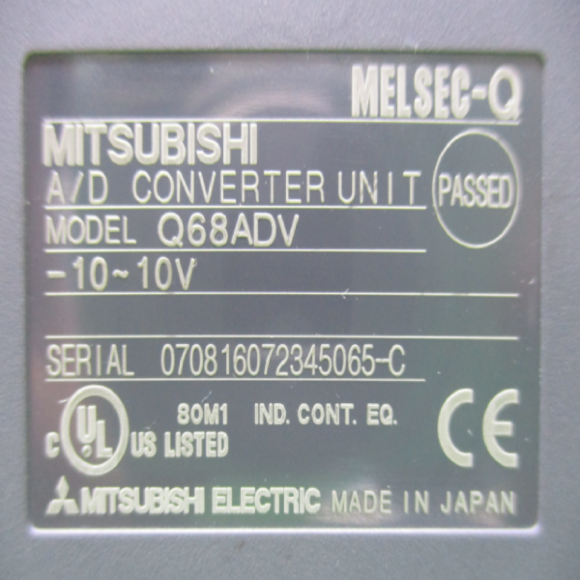 MELSEC-Q
MITSUBISHI
A/D CONVERTER UNIT
PASSED
MODEL Q68ADV
-10~10V
SERIAL 070816072345065-C
C UL US LISTED
80M1 IND. CONT. EQ.
CE
MITSUBISHI ELECTRIC MADE IN JAPAN